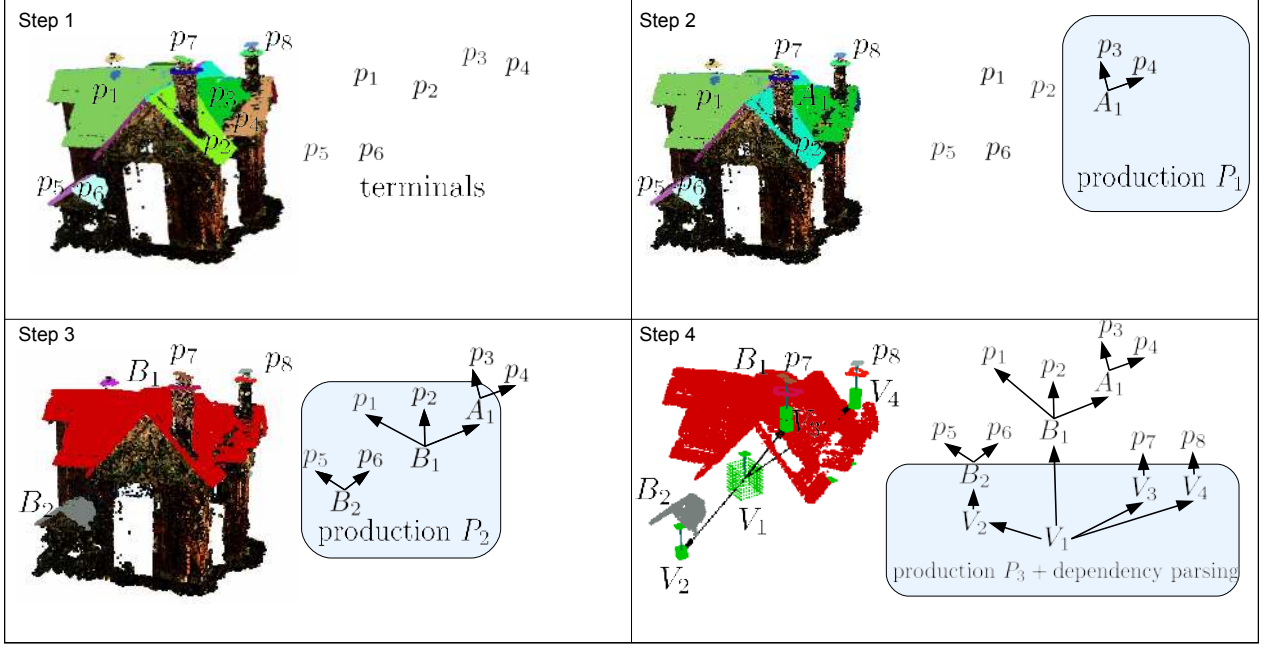 Step 1
p7
p8
p1
p3
p4
p2
p5
p6
p1
p2
p3
p4
p5
p6
terminals
Step 2
p7
p8
p1
A1
p2
p5
p6
p1
p2
p5
p6
p3
p4
A1
production P1
Step 3
B1
p7
p8
B2
p3
p4
p1
p2
A1
B1
p5
p6
B2
production P2
Step 4
B1
p7
p8
V4
V3
B2
V1
V2
p3
p4
p1
p2
A1
B1
p5
p6
p7
p8
B2
V3
V4
V2
V1
production P3 + dependency parsing